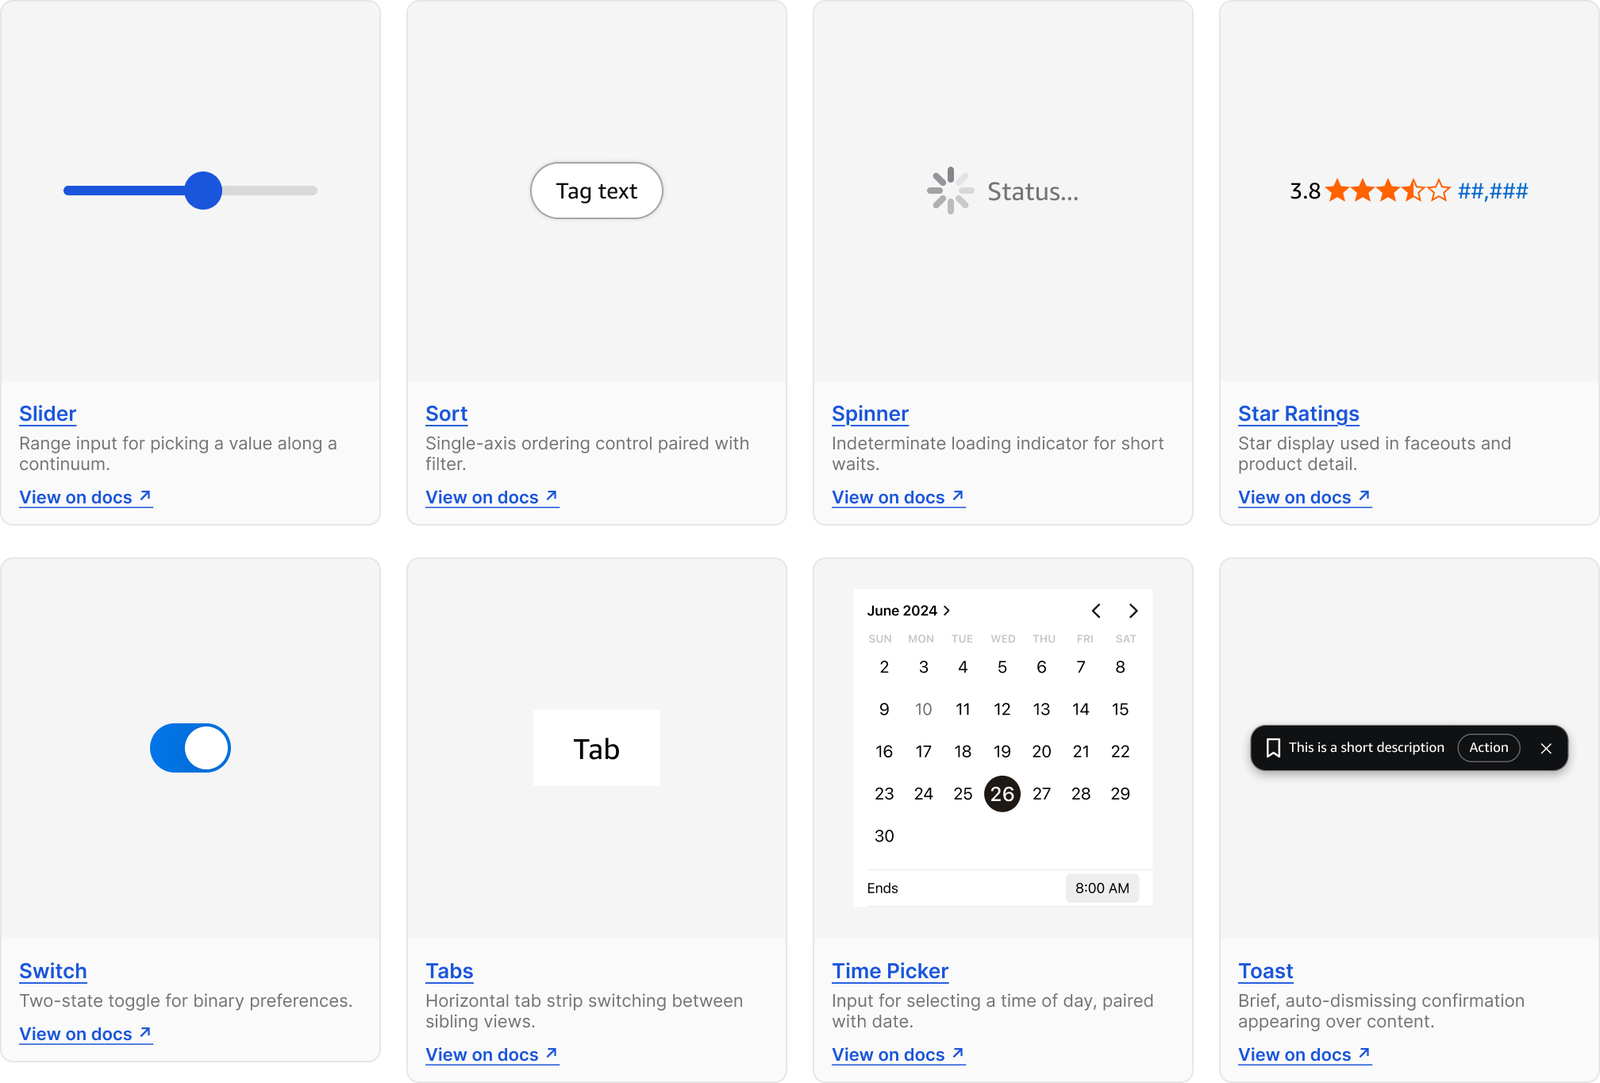 Tag text
Status...
3.8 ##,###
Slider
Range input for picking a value along a
continuum.
View on docs ↗
Sort
Single-axis ordering control paired with
filter.
View on docs ↗
Spinner
Indeterminate loading indicator for short
waits.
View on docs ↗
Star Ratings
Star display used in faceouts and
product detail.
View on docs ↗
Tab
June 2024
SUN MON TUE WED THU FRI SAT
2 3 4 5 6 7 8
9 10 11 12 13 14 15
16 17 18 19 20 21 22
23 24 25 26 27 28 29
30
Ends 8:00 AM
This is a short description Action
Switch
Two-state toggle for binary preferences.
View on docs ↗
Tabs
Horizontal tab strip switching between
sibling views.
View on docs ↗
Time Picker
Input for selecting a time of day, paired
with date.
View on docs ↗
Toast
Brief, auto-dismissing confirmation
appearing over content.
View on docs ↗